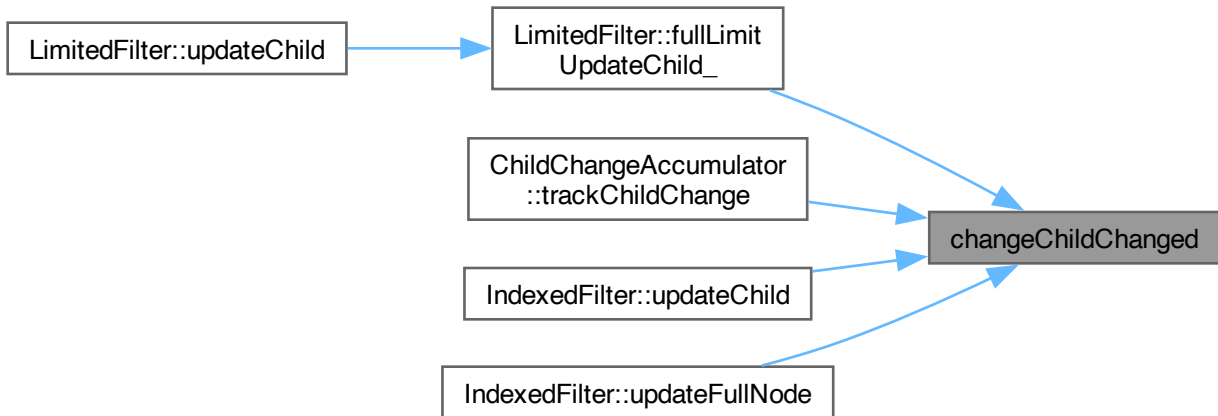 LimitedFilter::updateChild
LimitedFilter::fullLimit
UpdateChild_
ChildChangeAccumulator
::trackChildChange
changeChildChanged
IndexedFilter::updateChild
IndexedFilter::updateFullNode